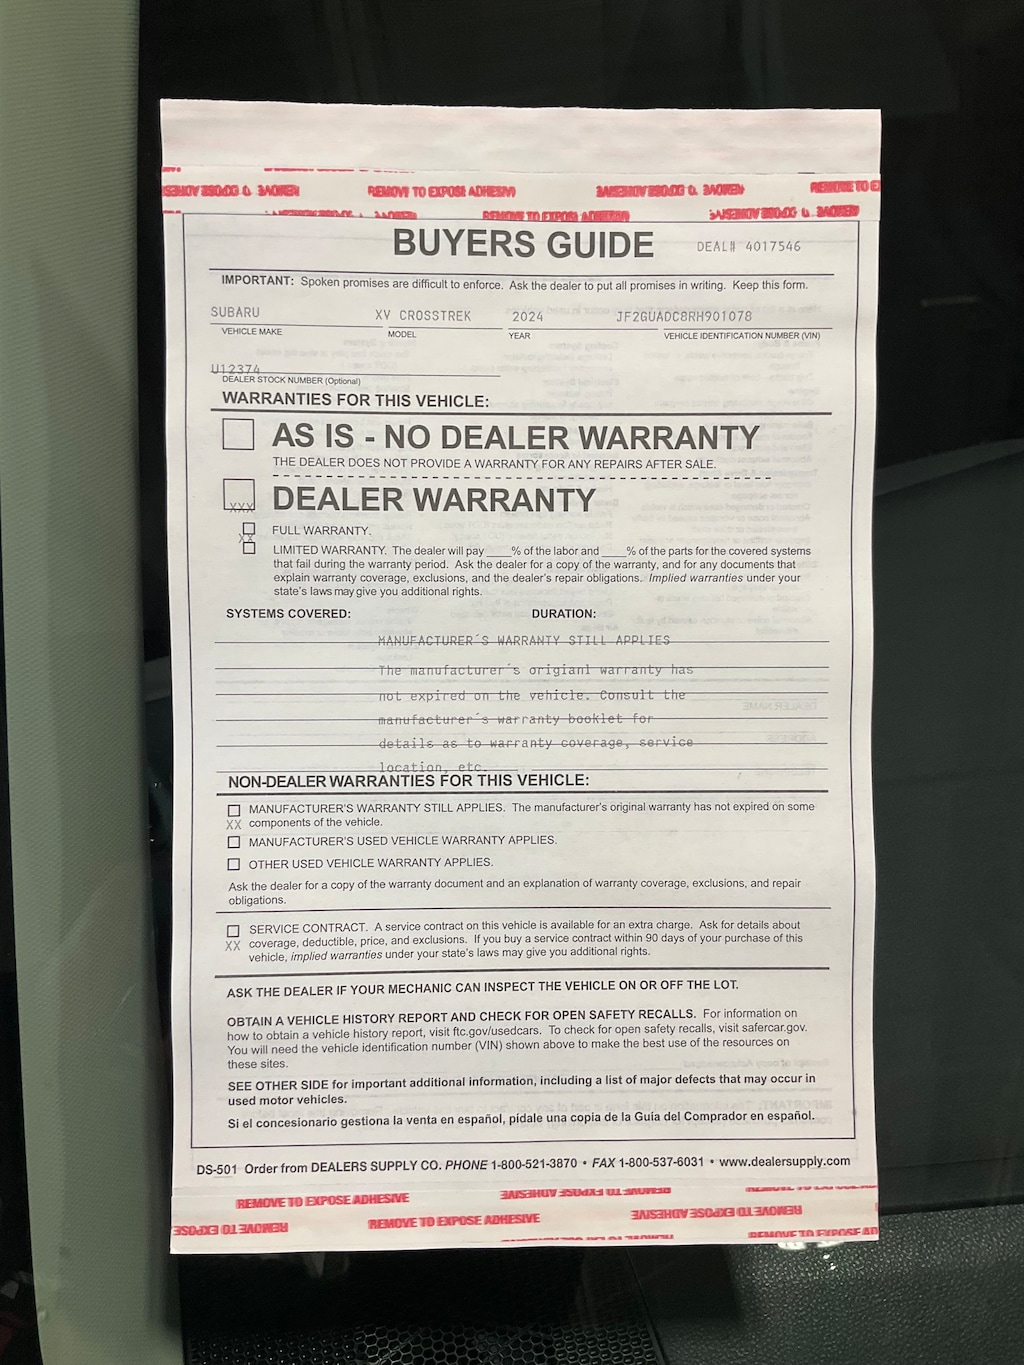 REMOVE TO EXPOSE ADHESIVE
REMOVE TO EXPOSE ADHESIVE
BUYERS GUIDE
DEAL# 4017546
IMPORTANT: Spoken promises are difficult to enforce. Ask the dealer to put all promises in writing. Keep this form.
SUBARU XV CROSSTREK 2024 JF2GUADC8RH901078
VEHICLE MAKE MODEL YEAR VEHICLE IDENTIFICATION NUMBER (VIN)
U12374
DEALER STOCK NUMBER (Optional)
WARRANTIES FOR THIS VEHICLE:
AS IS - NO DEALER WARRANTY
THE DEALER DOES NOT PROVIDE A WARRANTY FOR ANY REPAIRS AFTER SALE.
XXX DEALER WARRANTY
FULL WARRANTY.
XX
LIMITED WARRANTY. The dealer will pay ____% of the labor and ____% of the parts for the covered systems
that fail during the warranty period. Ask the dealer for a copy of the warranty, and for any documents that
explain warranty coverage, exclusions, and the dealer's repair obligations. Implied warranties under your
state's laws may give you additional rights.
SYSTEMS COVERED: DURATION:
MANUFACTURER'S WARRANTY STILL APPLIES
The manufacturer's origianl warranty has
not expired on the vehicle. Consult the
manufacturer's warranty booklet for
details as to warranty coverage, service
location, etc.
NON-DEALER WARRANTIES FOR THIS VEHICLE:
MANUFACTURER'S WARRANTY STILL APPLIES. The manufacturer's original warranty has not expired on some
XX components of the vehicle.
MANUFACTURER'S USED VEHICLE WARRANTY APPLIES.
OTHER USED VEHICLE WARRANTY APPLIES.
Ask the dealer for a copy of the warranty document and an explanation of warranty coverage, exclusions, and repair
obligations.
SERVICE CONTRACT. A service contract on this vehicle is available for an extra charge. Ask for details about
XX coverage, deductible, price, and exclusions. If you buy a service contract within 90 days of your purchase of this
vehicle, implied warranties under your state's laws may give you additional rights.
ASK THE DEALER IF YOUR MECHANIC CAN INSPECT THE VEHICLE ON OR OFF THE LOT.
OBTAIN A VEHICLE HISTORY REPORT AND CHECK FOR OPEN SAFETY RECALLS. For information on
how to obtain a vehicle history report, visit ftc.gov/usedcars. To check for open safety recalls, visit safercar.gov.
You will need the vehicle identification number (VIN) shown above to make the best use of the resources on
these sites.
SEE OTHER SIDE for important additional information, including a list of major defects that may occur in
used motor vehicles.
Si el concesionario gestiona la venta en español, pídale una copia de la Guía del Comprador en español.
DS-501 Order from DEALERS SUPPLY CO. PHONE 1-800-521-3870 • FAX 1-800-537-6031 • www.dealersupply.com
REMOVE TO EXPOSE ADHESIVE
REMOVE TO EXPOSE ADHESIVE